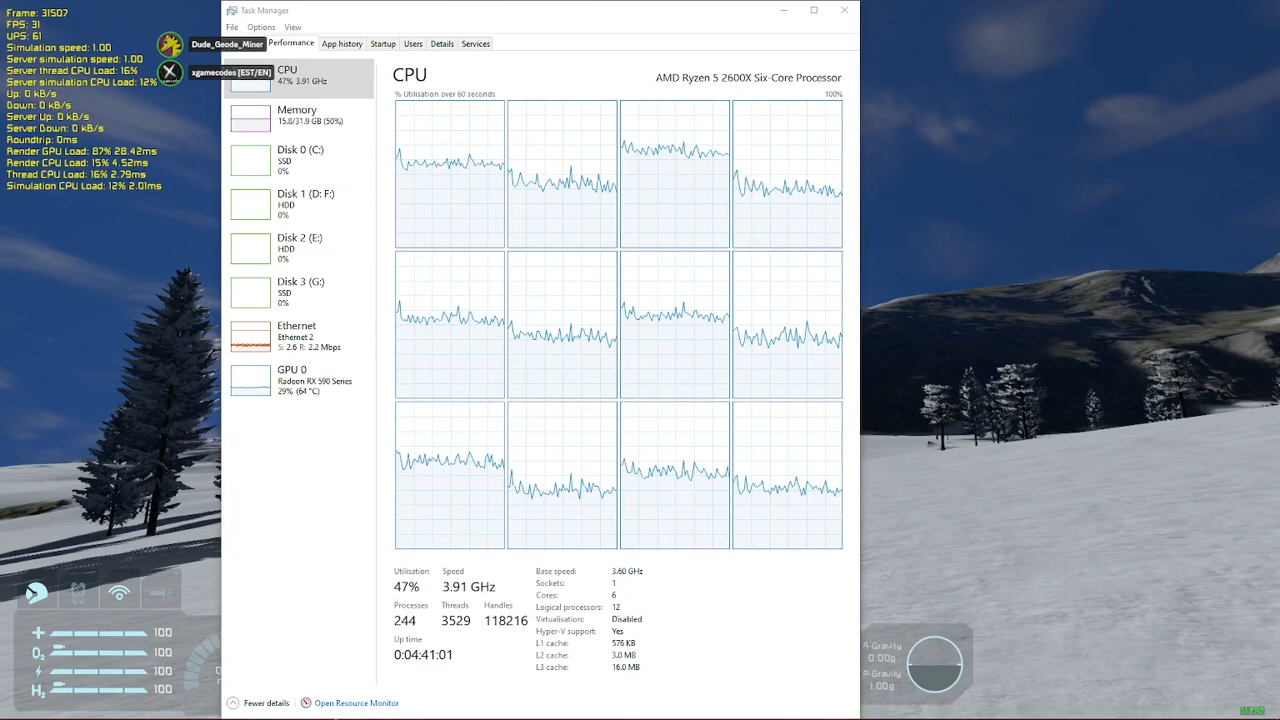 Frame: 31507
FPS: 31
UPS: 61
Simulation speed: 1.00
Server simulation speed: 1.00
Server thread CPU Load: 16%
Server simulation CPU Load: 12%
Up: 0 kB/s
Down: 0 kB/s
Server Up: 0 kB/s
Server Down: 0 kB/s
Roundtrip: 0ms
Render GPU Load: 87% 28.42ms
Render CPU Load: 15% 4.52ms
Thread CPU Load: 16% 2.79ms
Simulation CPU Load: 12% 2.01ms
Dude_Geode_Miner
xgamecodes [EST/EN]
Task Manager
File Options View
Performance App history Startup Users Details Services
CPU
47% 3.91 GHz
Memory
15.8/31.9 GB (50%)
Disk 0 (C:)
SSD
0%
Disk 1 (D: F:)
HDD
0%
Disk 2 (E:)
HDD
0%
Disk 3 (G:)
SSD
0%
Ethernet
Ethernet 2
S: 2.6 R: 2.2 Mbps
GPU 0
Radeon RX 590 Series
29% (64 °C)
CPU
AMD Ryzen 5 2600X Six-Core Processor
% Utilisation over 60 seconds
100%
Utilisation Speed
47% 3.91 GHz
Processes Threads Handles
244 3529 118216
Up time
0:04:41:01
Base speed: 3.60 GHz
Sockets: 1
Cores: 6
Logical processors: 12
Virtualisation: Disabled
Hyper-V support: Yes
L1 cache: 576 KB
L2 cache: 3.0 MB
L3 cache: 16.0 MB
Fewer details
Open Resource Monitor
100
O2 100
100
H2 100
A-Gravity
0.00g
P-Gravity
1.00g